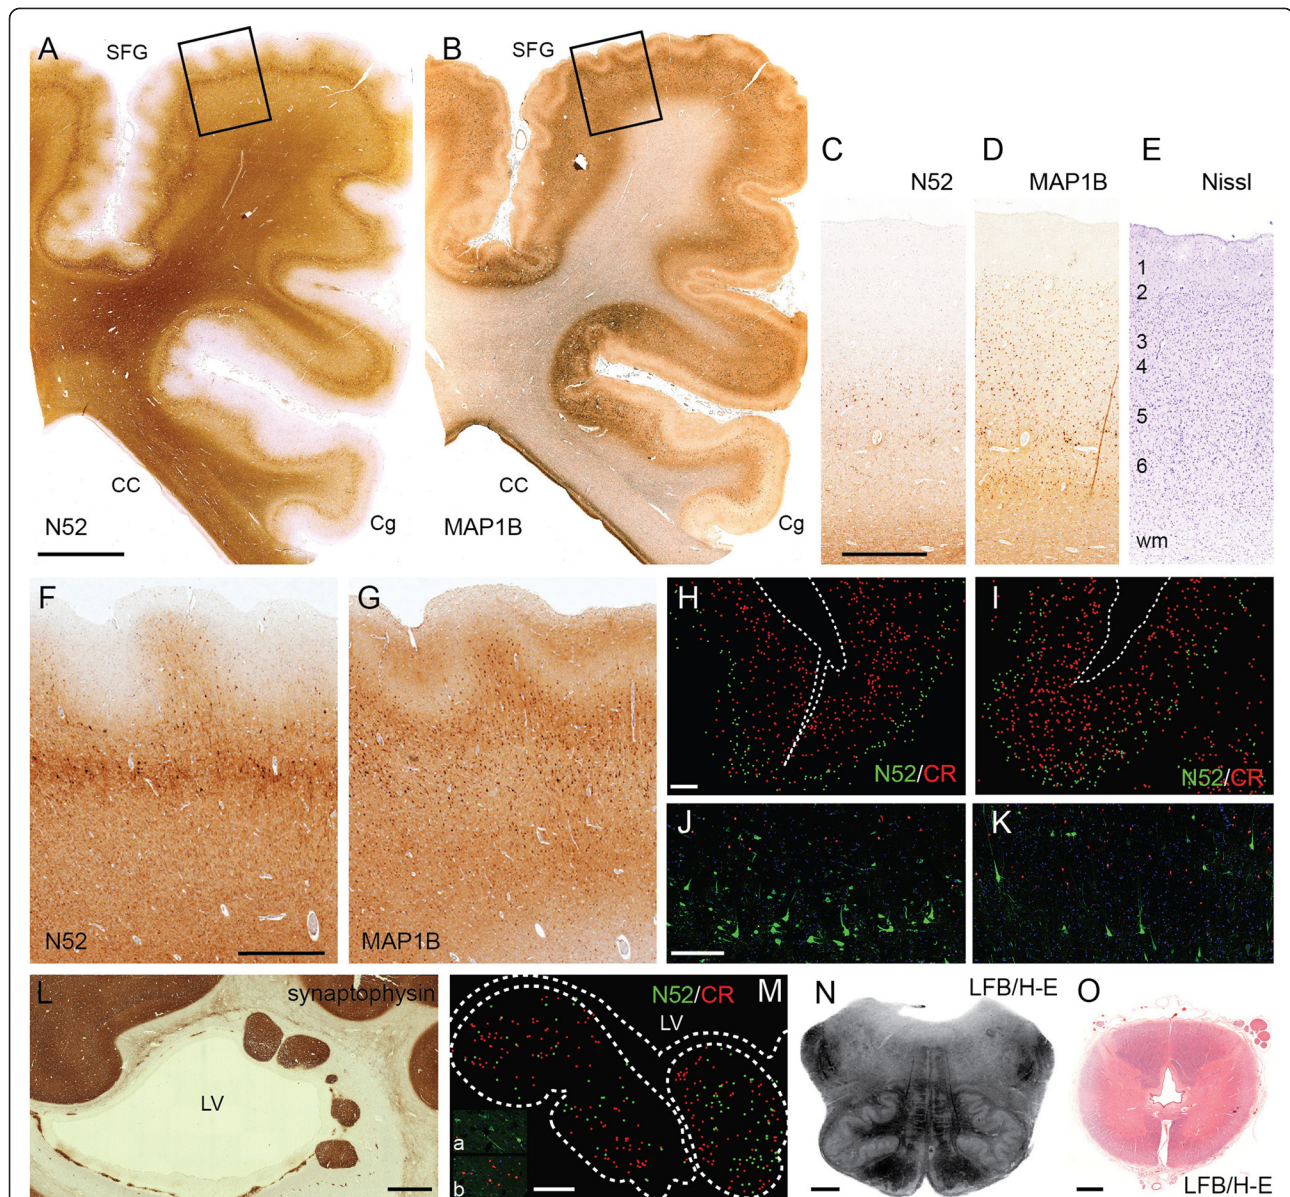 A
SFG
CC
N52
Cg
B
SFG
CC
MAP1B
Cg
C
N52
D
MAP1B
E
Nissl
1
2
3
4
5
6
wm
F
N52
G
MAP1B
H
N52/CR
I
N52/CR
J
K
L
synaptophysin
LV
N52/CR
M
LV
a
b
N
LFB/H-E
O
LFB/H-E